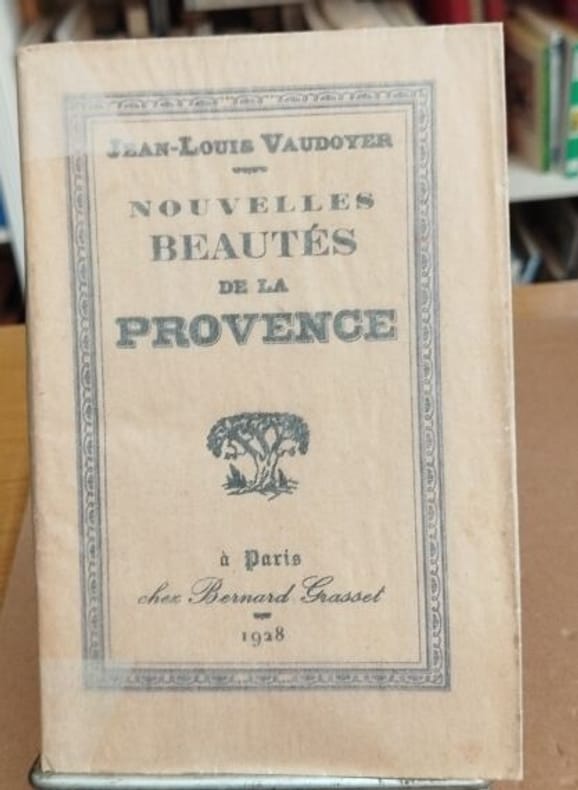 JEAN-LOUIS VAUDOYER
NOUVELLES
BEAUTÉS
DE LA
PROVENCE
à Paris
chez Bernard Grasset
1928